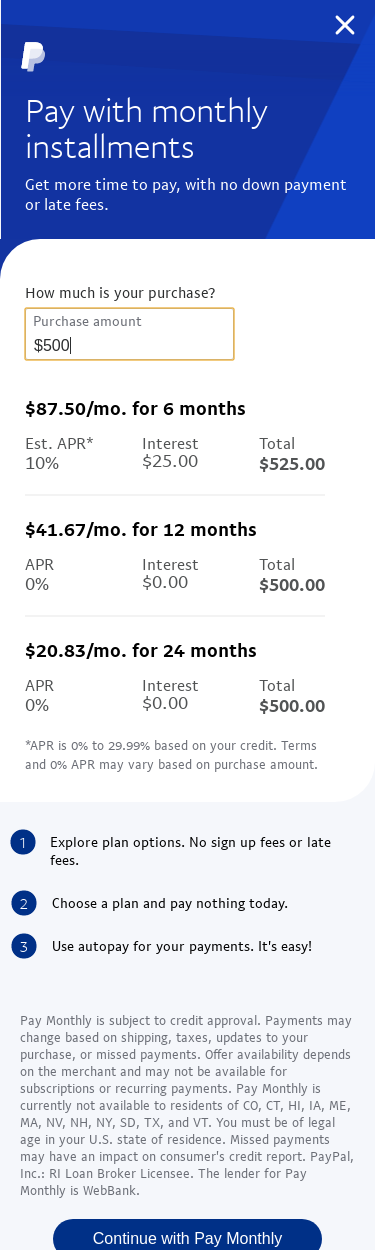 Pay with monthly
installments
Get more time to pay, with no down payment
or late fees.
How much is your purchase?
Purchase amount
$500
$87.50/mo. for 6 months
Est. APR* Interest Total
10% $25.00 $525.00
$41.67/mo. for 12 months
APR Interest Total
0% $0.00 $500.00
$20.83/mo. for 24 months
APR Interest Total
0% $0.00 $500.00
*APR is 0% to 29.99% based on your credit. Terms
and 0% APR may vary based on purchase amount.
1 Explore plan options. No sign up fees or late
fees.
2 Choose a plan and pay nothing today.
3 Use autopay for your payments. It's easy!
Pay Monthly is subject to credit approval. Payments may
change based on shipping, taxes, updates to your
purchase, or missed payments. Offer availability depends
on the merchant and may not be available for
subscriptions or recurring payments. Pay Monthly is
currently not available to residents of CO, CT, HI, IA, ME,
MA, NV, NH, NY, SD, TX, and VT. You must be of legal
age in your U.S. state of residence. Missed payments
may have an impact on consumer's credit report. PayPal,
Inc.: RI Loan Broker Licensee. The lender for Pay
Monthly is WebBank.
Continue with Pay Monthly